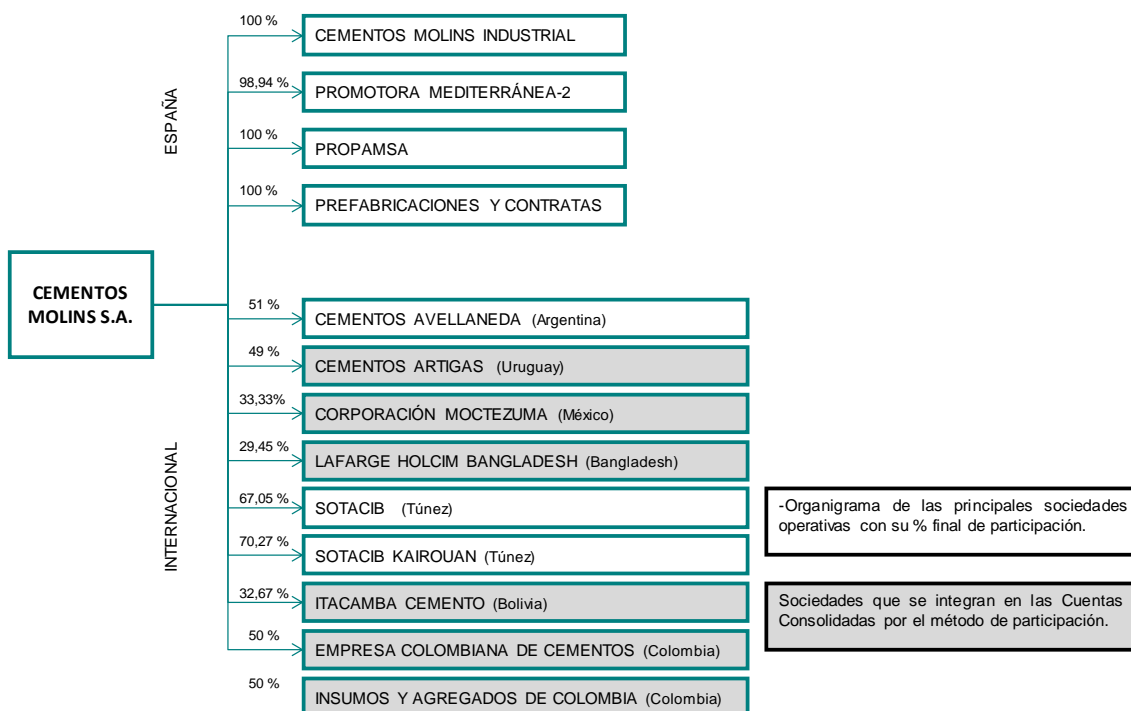 100 %
CEMENTOS MOLINS INDUSTRIAL
98,94 %
PROMOTORA MEDITERRÁNEA-2
ESPAÑA
100 %
PROPAMSA
100 %
PREFABRICACIONES Y CONTRATAS
CEMENTOS
MOLINS S.A.
51 %
CEMENTOS AVELLANEDA (Argentina)
49 %
CEMENTOS ARTIGAS (Uruguay)
33,33%
CORPORACIÓN MOCTEZUMA (México)
29,45 %
LAFARGE HOLCIM BANGLADESH (Bangladesh)
INTERNACIONAL
67,05 %
SOTACIB (Túnez)
70,27 %
SOTACIB KAIROUAN (Túnez)
32,67 %
ITACAMBA CEMENTO (Bolivia)
50 %
EMPRESA COLOMBIANA DE CEMENTOS (Colombia)
50 %
INSUMOS Y AGREGADOS DE COLOMBIA (Colombia)
-Organigrama de las principales sociedades
operativas con su % final de participación.
Sociedades que se integran en las Cuentas
Consolidadas por el método de participación.